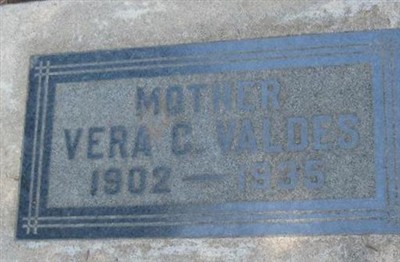 MOTHER
VERA C. VALDES
1902 — 1935